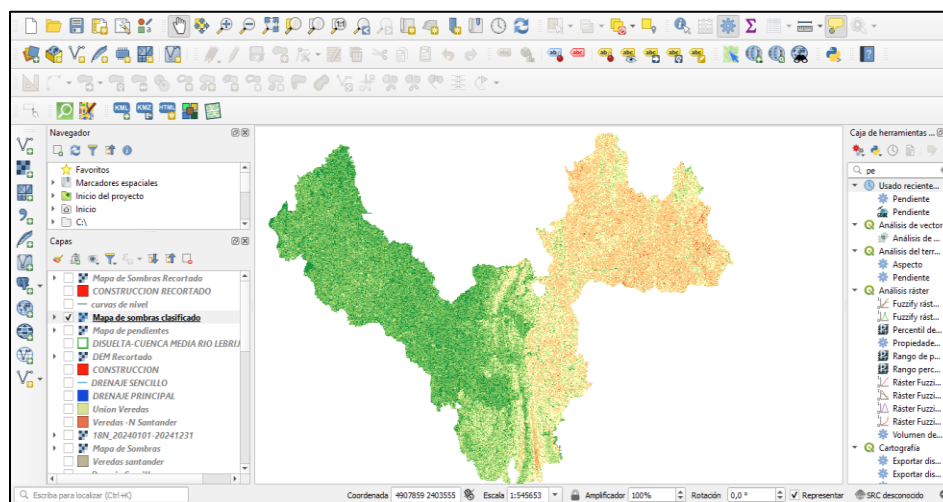 abc
abc
KML
KMZ
HTML
Navegador
Favoritos
Marcadores espaciales
Inicio del proyecto
Inicio
C:\
Capas
Mapa de Sombras Recortado
CONSTRUCCION RECORTADO
curvas de nivel
Mapa de sombras clasificado
Mapa de pendientes
DISUELTA-CUENCA MEDIA RIO LEBRIJ
DEM Recortado
CONSTRUCCION
DRENAJE SENCILLO
DRENAJE PRINCIPAL
Union Veredas
Veredas -N Santander
18N_20240101-20241231
Mapa de Sombras
Veredas santander
Caja de herramientas ...
pe
Usado reciente...
Pendiente
Pendiente
Análisis de vector
Análisis de ...
Análisis del terr...
Aspecto
Pendiente
Análisis ráster
Fuzzify rást...
Fuzzify rást...
Percentil de...
Propiedade...
Rango de p...
Rango perc...
Ráster Fuzzi...
Ráster Fuzzi...
Ráster Fuzzi...
Ráster Fuzzi...
Volumen de...
Cartografía
Exportar dis...
Exportar dis...
Escriba para localizar (Ctrl+K)
Coordenada 4907859 2403555 Escala 1:545653 Amplificador 100% Rotación 0,0 ° Representar SRC desconocido